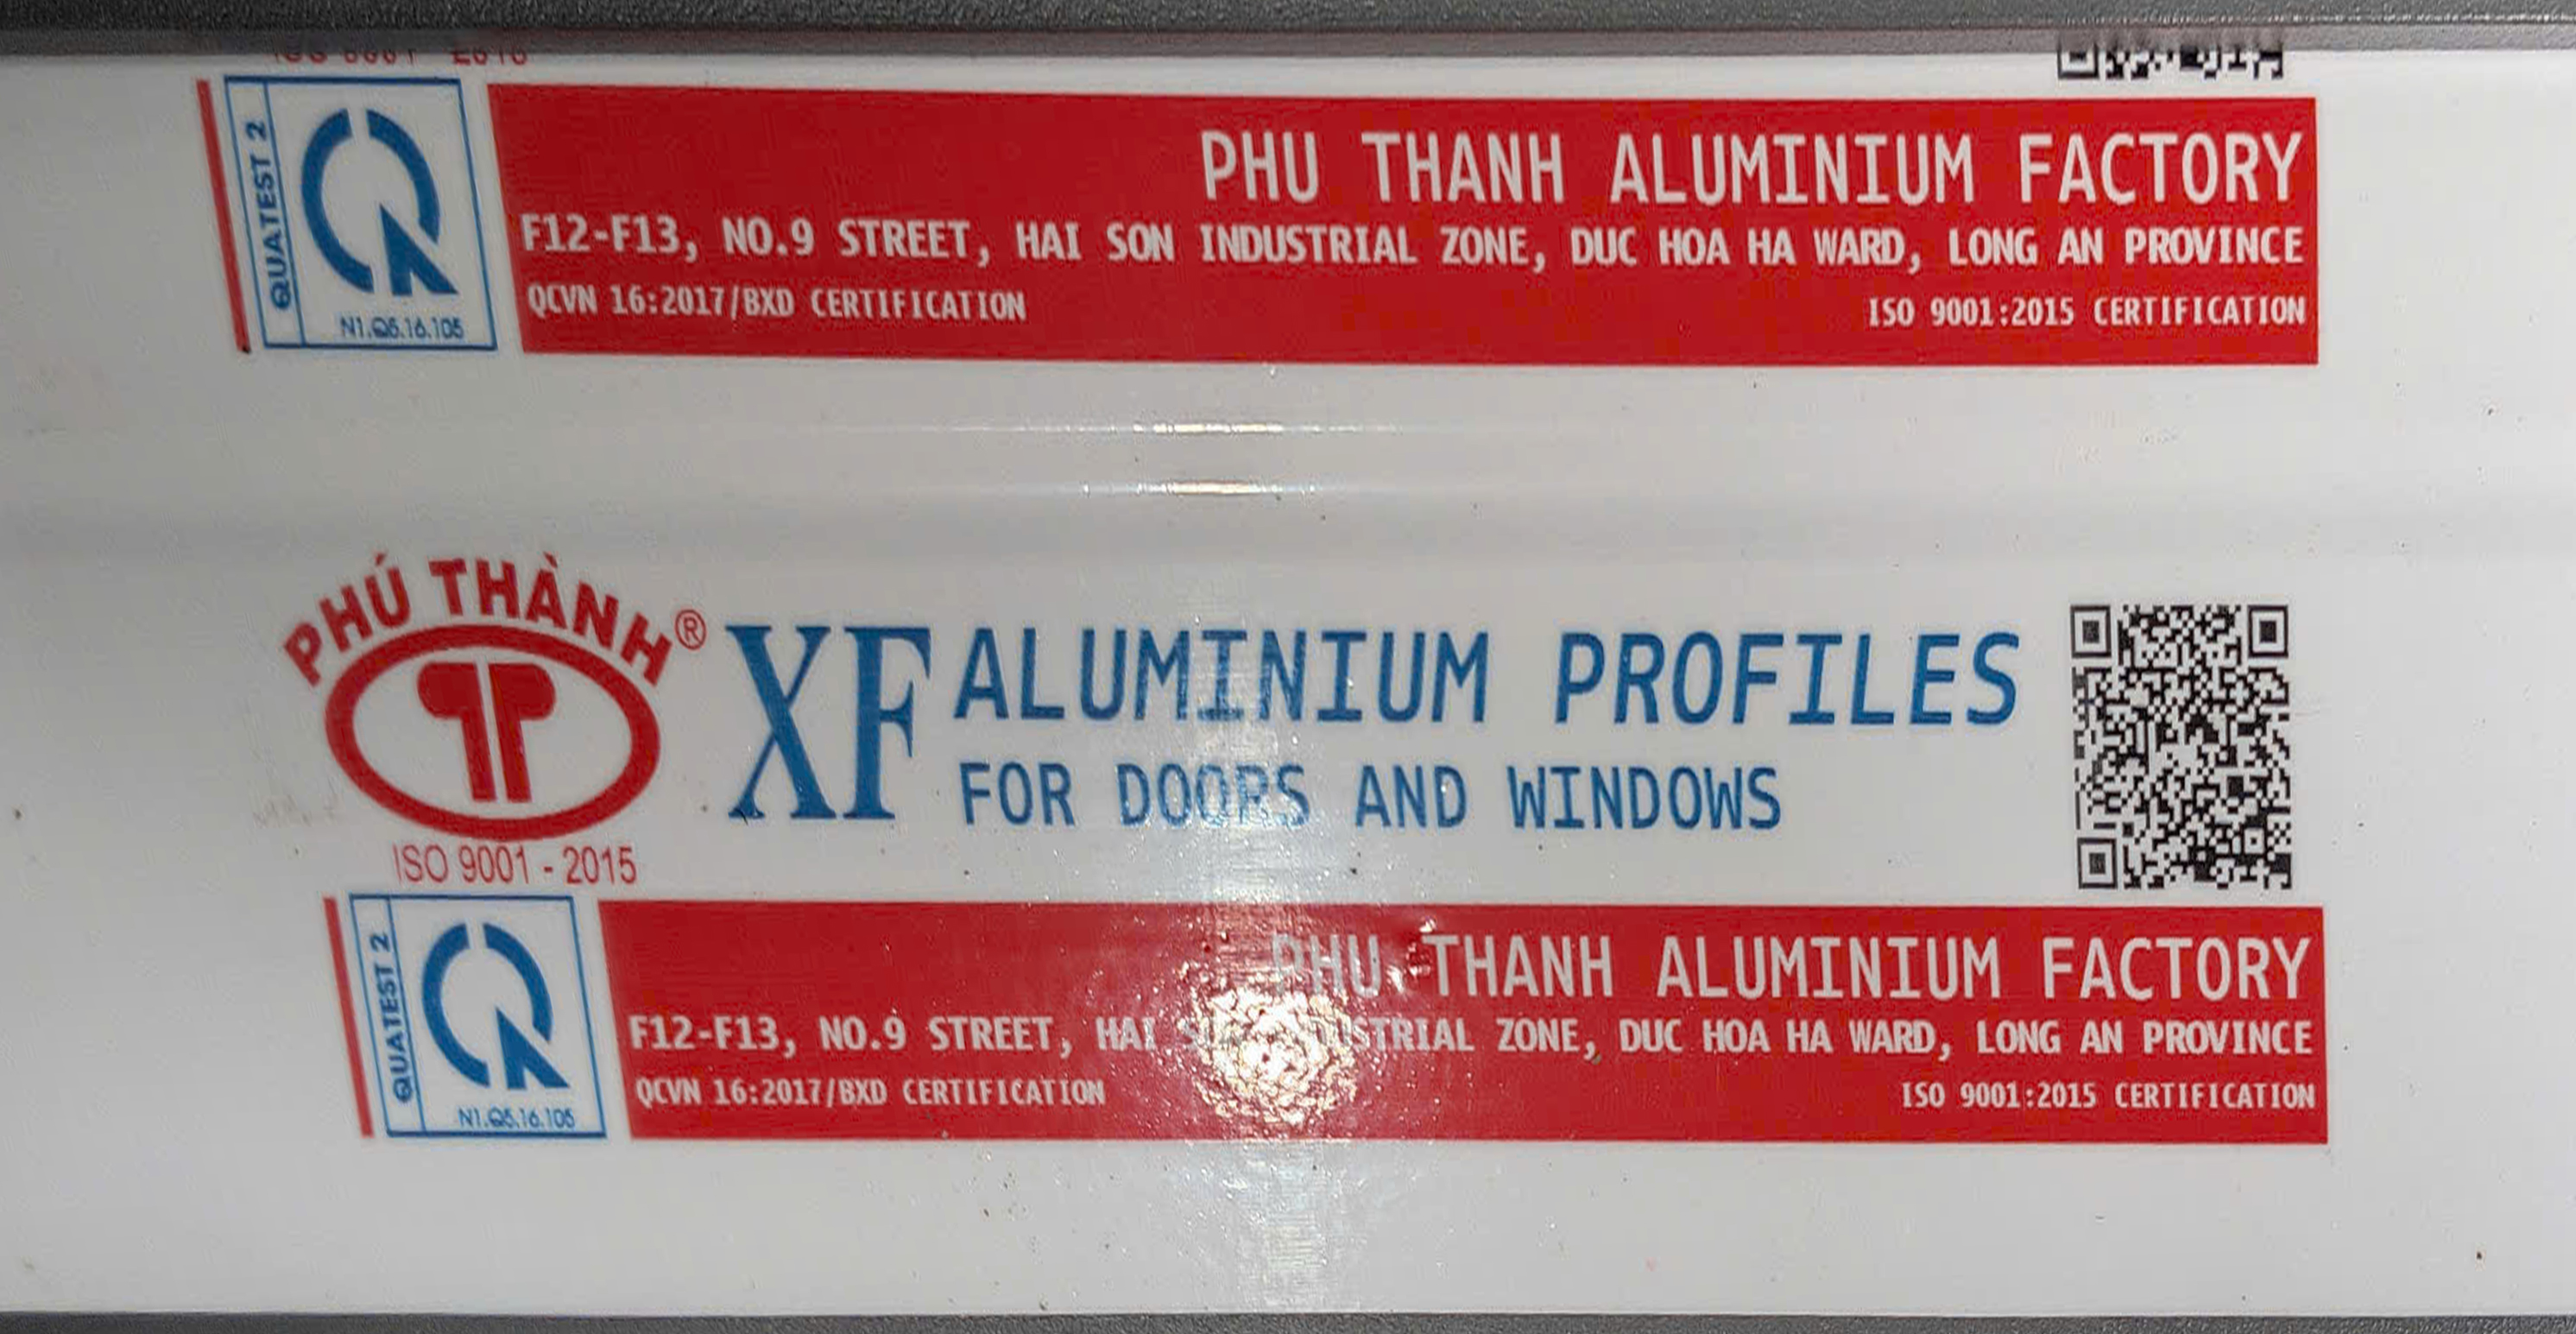 QUATEST 2
N1.Q5.16.105
PHU THANH ALUMINIUM FACTORY
F12-F13, NO.9 STREET, HAI SON INDUSTRIAL ZONE, DUC HOA HA WARD, LONG AN PROVINCE
QCVN 16:2017/BXD CERTIFICATION
ISO 9001:2015 CERTIFICATION
PHÚ THÀNH®
XF ALUMINIUM PROFILES
FOR DOORS AND WINDOWS
ISO 9001 - 2015
QUATEST 2
N1.Q5.16.105
PHU THANH ALUMINIUM FACTORY
F12-F13, NO.9 STREET, HAI ZONE, DUC HOA HA WARD, LONG AN PROVINCE
QCVN 16:2017/BXD CERTIFICATION
ISO 9001:2015 CERTIFICATION